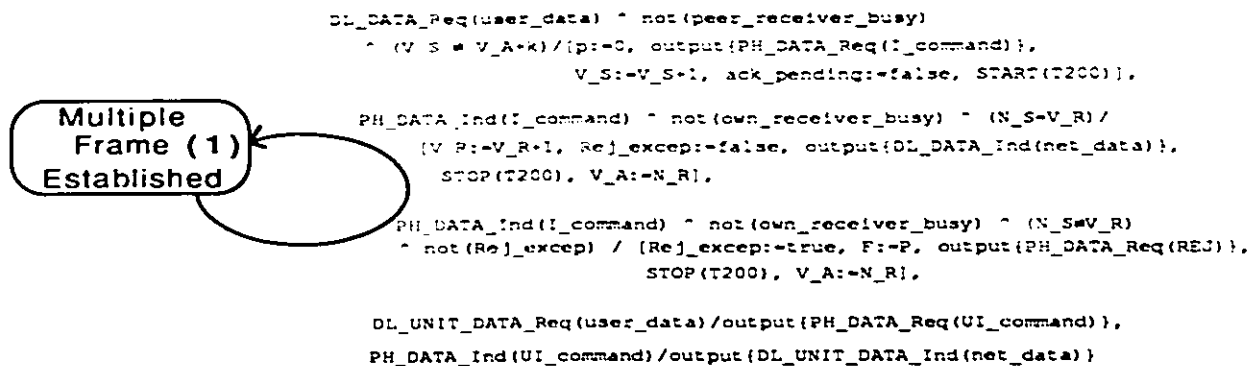 DL_DATA_Req(user_data) ^ not(peer_receiver_busy)
^ (V_S ≠ V_A+k)/[p:=0, output{PH_DATA_Req(I_command)},
V_S:=V_S+1, ack_pending:=false, START(T200)],
Multiple
Frame (1)
Established
PH_DATA_Ind(I_command) ^ not(own_receiver_busy) ^ (N_S=V_R)/
[V_R:=V_R+1, Rej_excep:=false, output{DL_DATA_Ind(net_data)},
STOP(T200), V_A:=N_R],
PH_DATA_Ind(I_command) ^ not(own_receiver_busy) ^ (N_S≠V_R)
^ not(Rej_excep) / [Rej_excep:=true, F:=P, output{PH_DATA_Req(REJ)},
STOP(T200), V_A:=N_R],
DL_UNIT_DATA_Req(user_data)/output{PH_DATA_Req(UI_command)},
PH_DATA_Ind(UI_command)/output{DL_UNIT_DATA_Ind(net_data)}